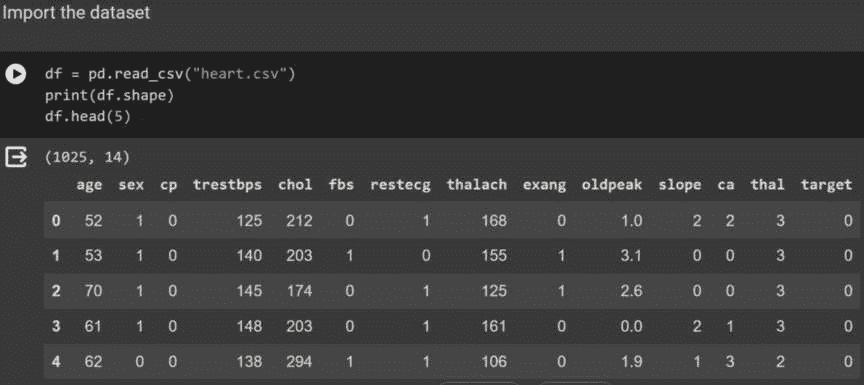 Import the dataset
df = pd.read_csv("heart.csv")
print(df.shape)
df.head(5)
(1025, 14)
age sex cp trestbps chol fbs restecg thalach exang oldpeak slope ca thal target
0 52 1 0 125 212 0 1 168 0 1.0 2 2 3 0
1 53 1 0 140 203 1 0 155 1 3.1 0 0 3 0
2 70 1 0 145 174 0 1 125 1 2.6 0 0 3 0
3 61 1 0 148 203 0 1 161 0 0.0 2 1 3 0
4 62 0 0 138 294 1 1 106 0 1.9 1 3 2 0